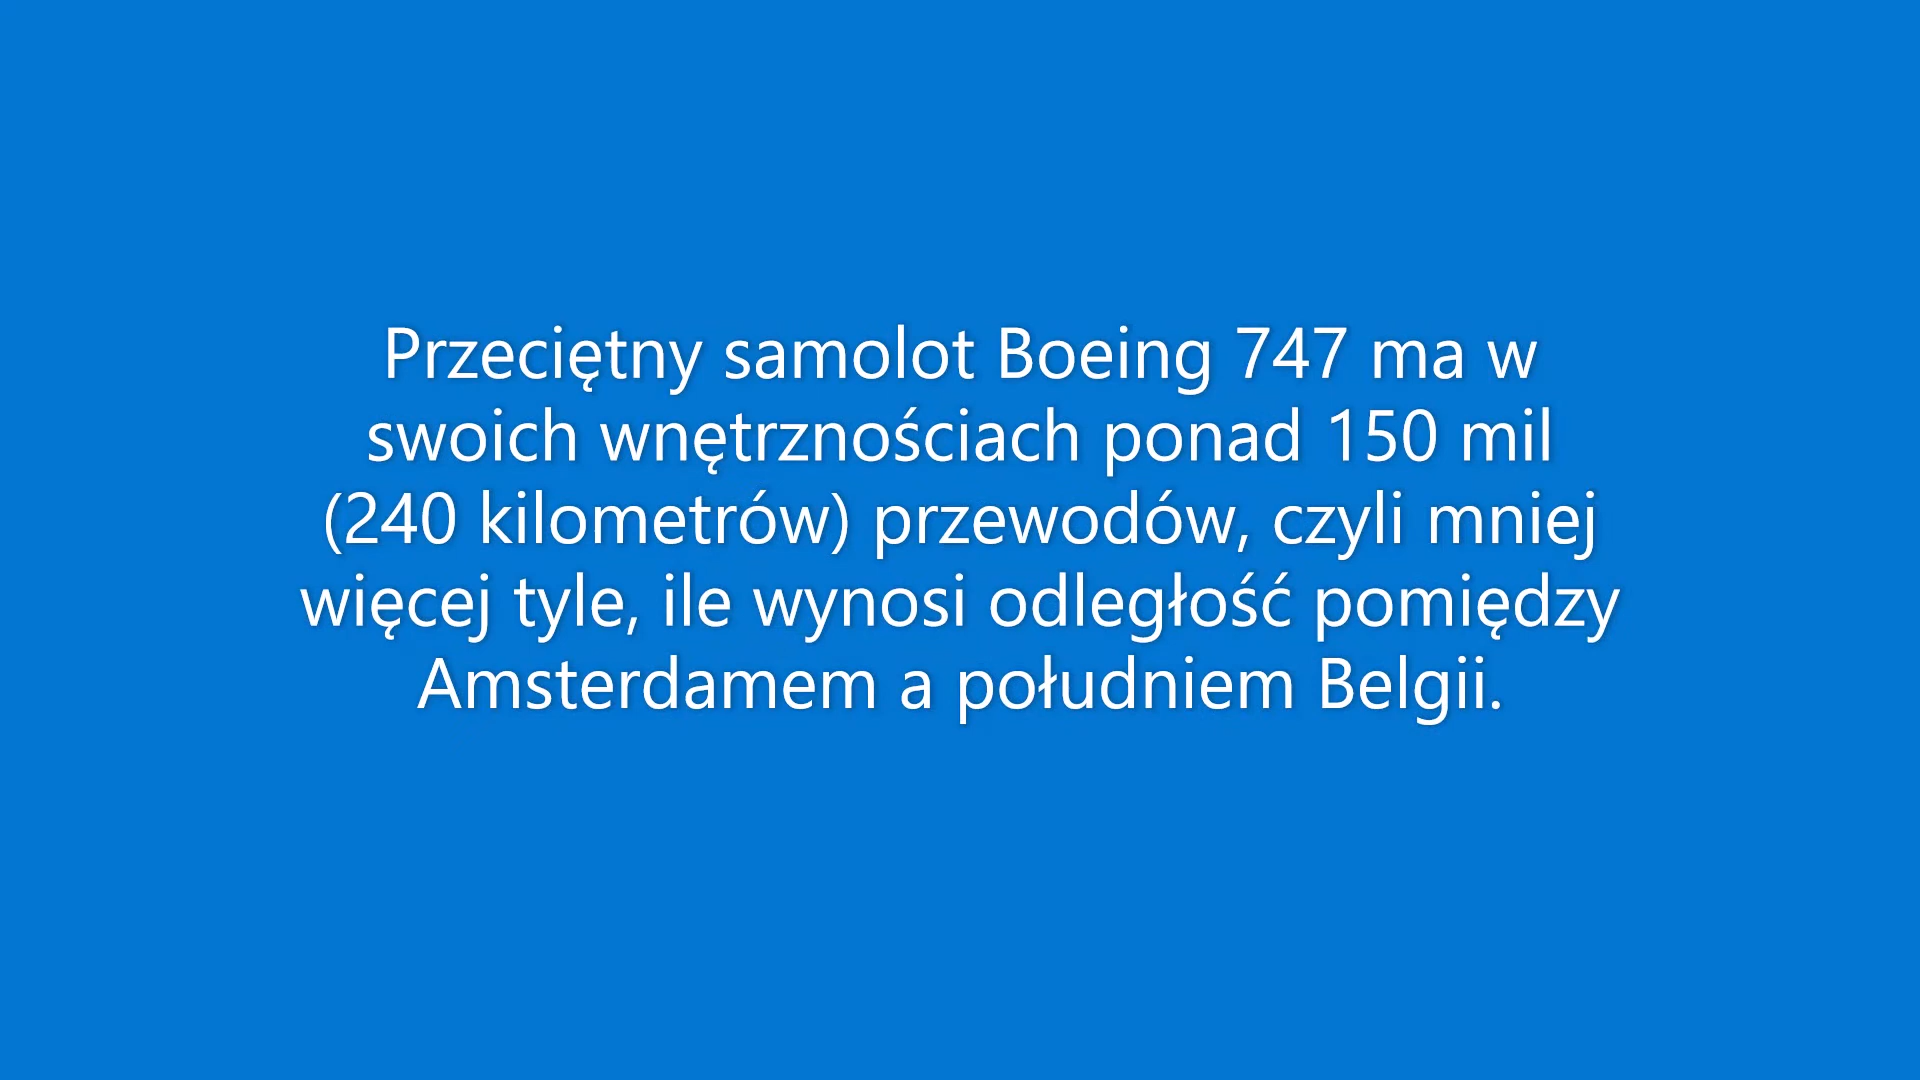 Przeciętny samolot Boeing 747 ma w
swoich wnętrznościach ponad 150 mil
(240 kilometrów) przewodów, czyli mniej
więcej tyle, ile wynosi odległość pomiędzy
Amsterdamem a południem Belgii.